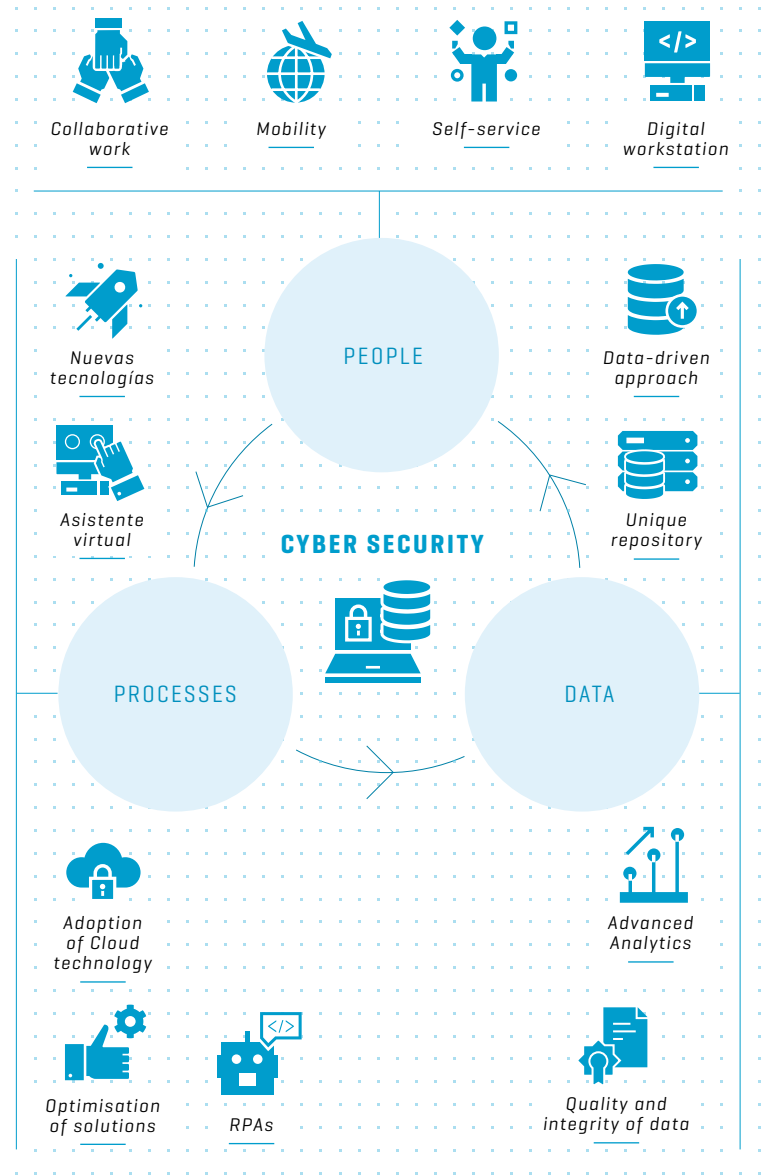 </>
Collaborative
work
Mobility
Self-service
Digital
workstation
PEOPLE
Nuevas
tecnologías
Data-driven
approach
Asistente
virtual
Unique
repository
CYBER SECURITY
PROCESSES
DATA
Adoption
of Cloud
technology
Advanced
Analytics
</>
Optimisation
of solutions
RPAs
Quality and
integrity of data